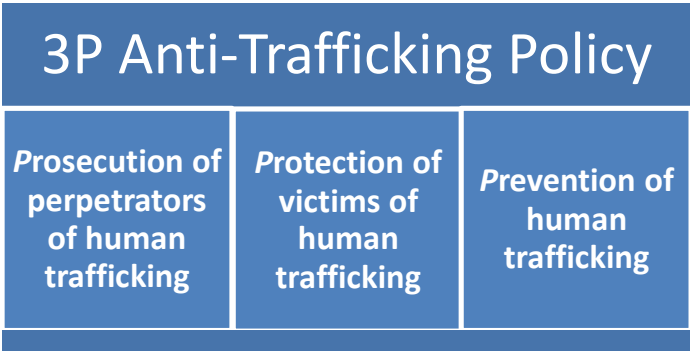 3P Anti-Trafficking Policy
Prosecution of
perpetrators
of human
trafficking
Protection of
victims of
human
trafficking
Prevention of
human
trafficking